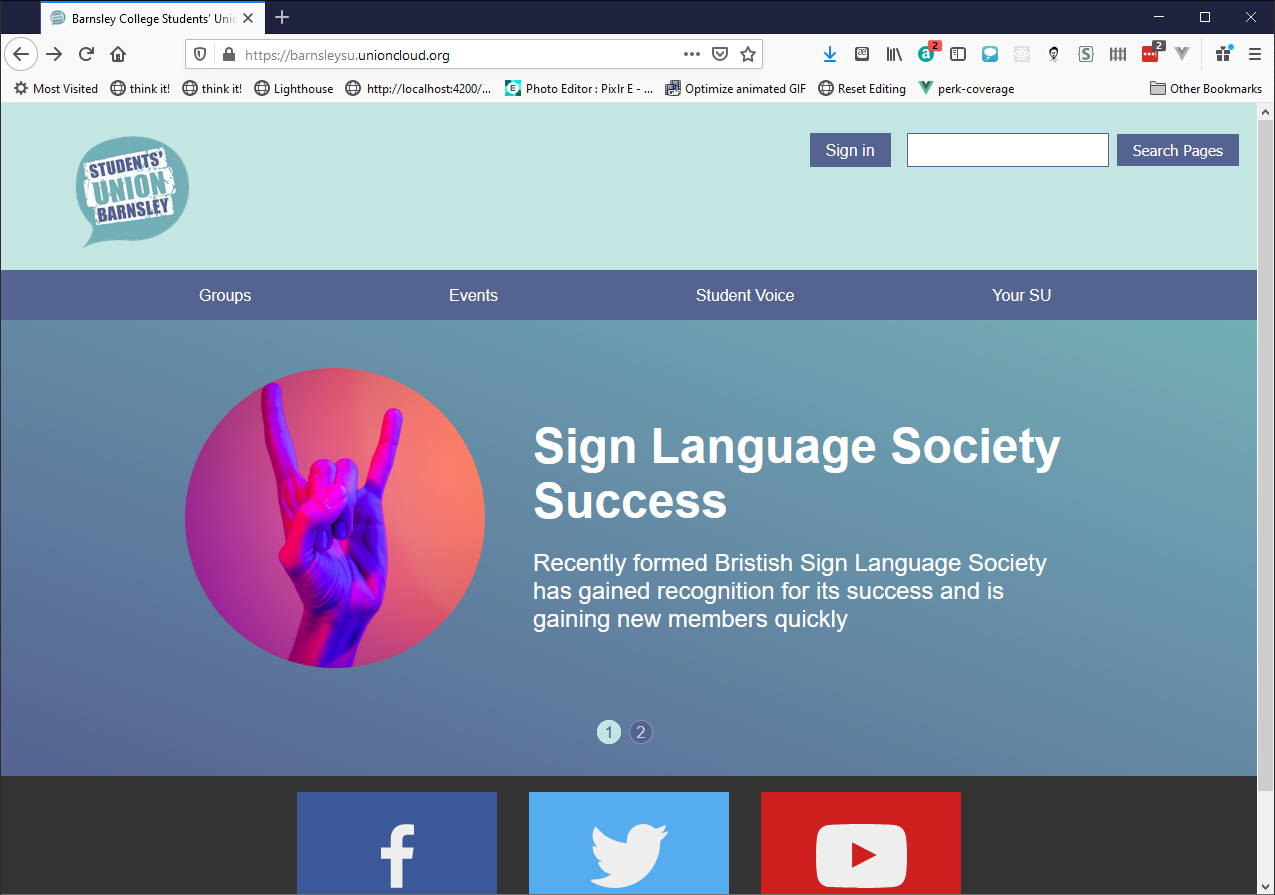 Barnsley College Students' Unic
https://barnsleysu.unioncloud.org
2
2
Most Visited
think it!
think it!
Lighthouse
http://localhost:4200/...
Photo Editor : Pixlr E - ...
Optimize animated GIF
Reset Editing
perk-coverage
Other Bookmarks
STUDENTS'
UNION
BARNSLEY
Sign in
Search Pages
Groups
Events
Student Voice
Your SU
Sign Language Society
Success
Recently formed Bristish Sign Language Society
has gained recognition for its success and is
gaining new members quickly
1 2